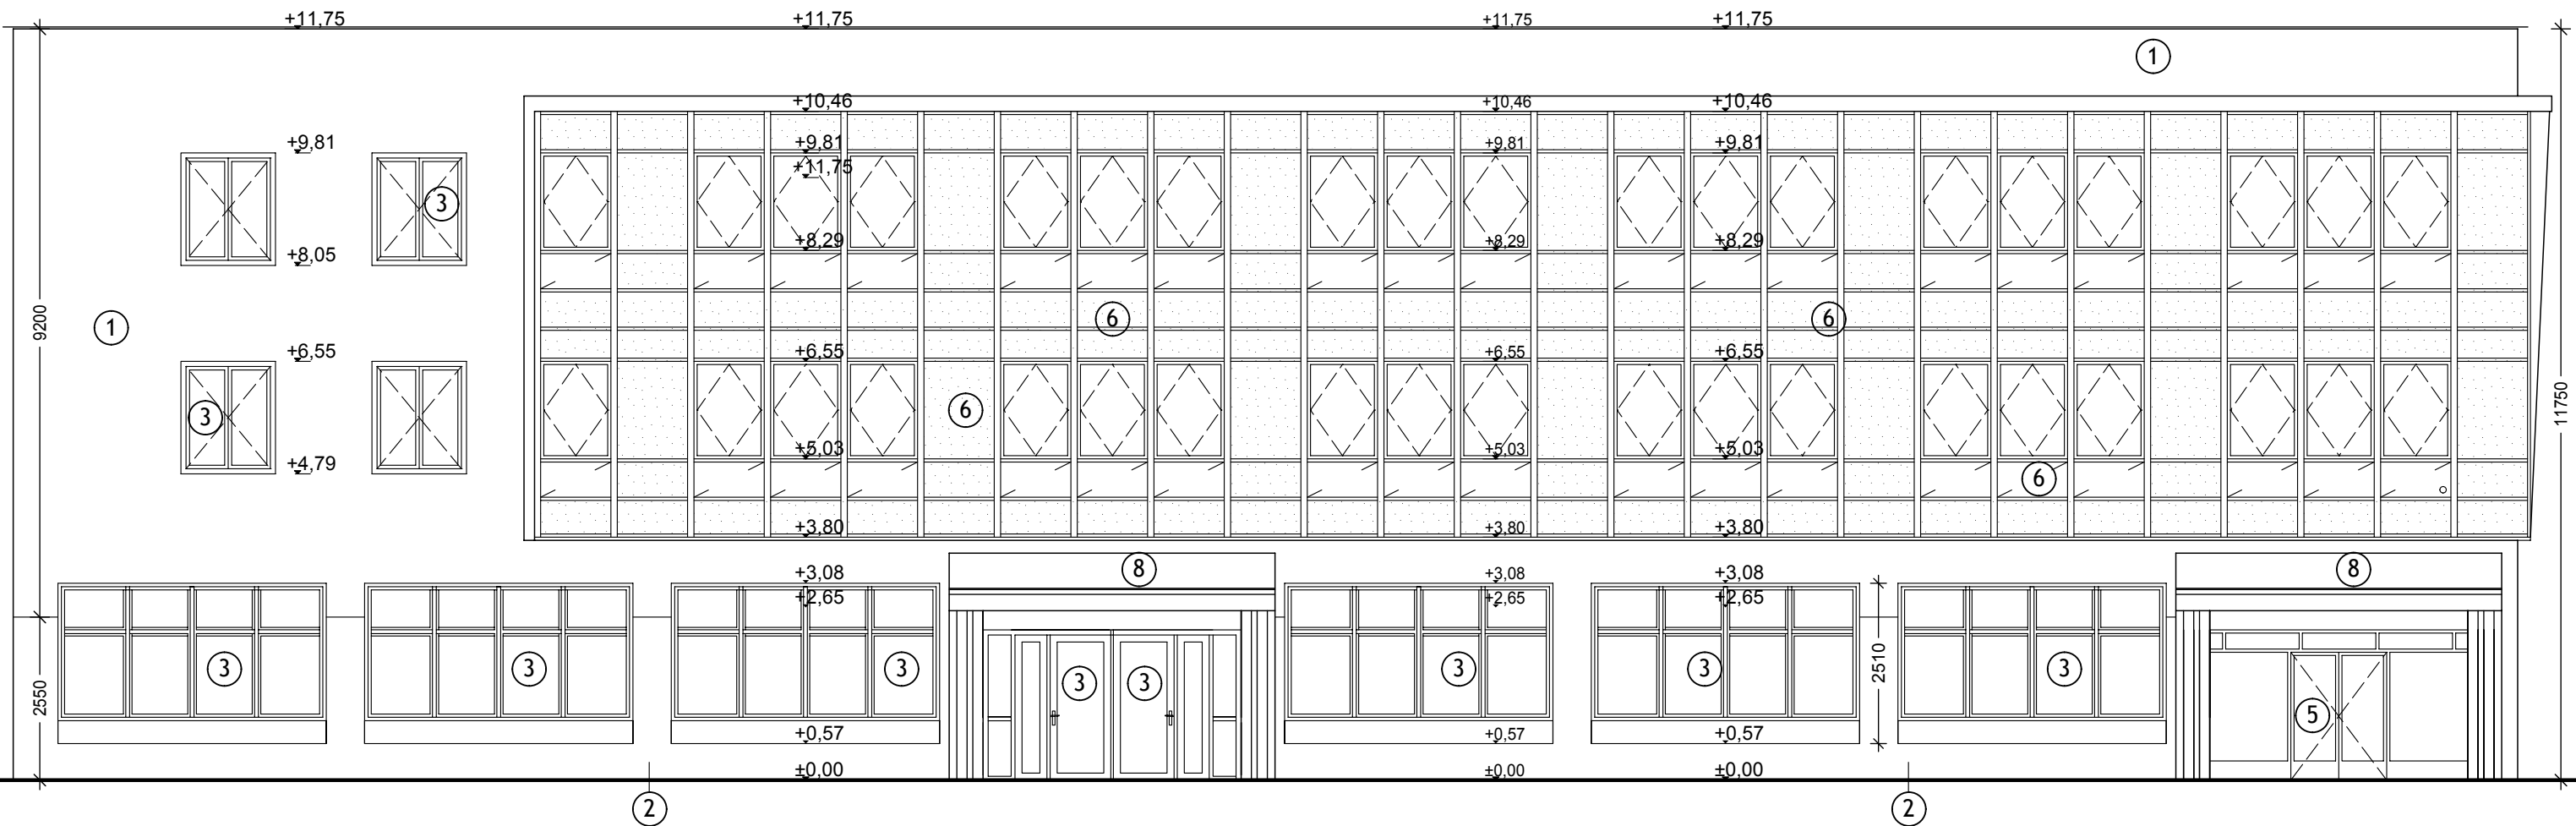 +11,75 +11,75 +11,75 +11,75
1
+10,46 +10,46 +10,46
+9,81 +9,81 +9,81 +9,81
+11,75
3
+8,29 +8,29 +8,29
+8,05
9200 1 6 6
+6,55 +6,55 +6,55 +6,55
11750
3 6
+5,03 +5,03 +5,03
+4,79
6
+3,80 +3,80 +3,80
8 8
+3,08 +3,08 +3,08
+2,65 +2,65 +2,65
2550 3 3 3 3 3 2510 3
3 3
5
+0,57 +0,57 +0,57
±0,00 ±0,00 ±0,00
2 2